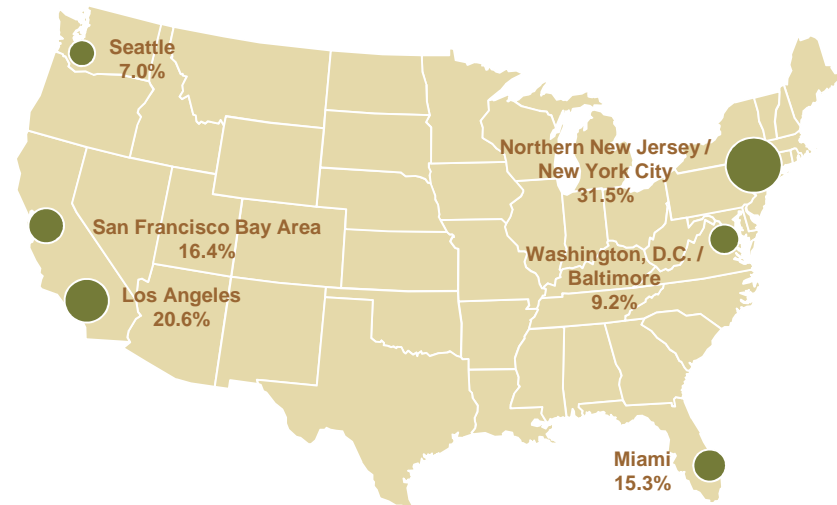 Seattle
7.0%
Northern New Jersey /
New York City
31.5%
San Francisco Bay Area
16.4%
Washington, D.C. /
Baltimore
9.2%
Los Angeles
20.6%
Miami
15.3%